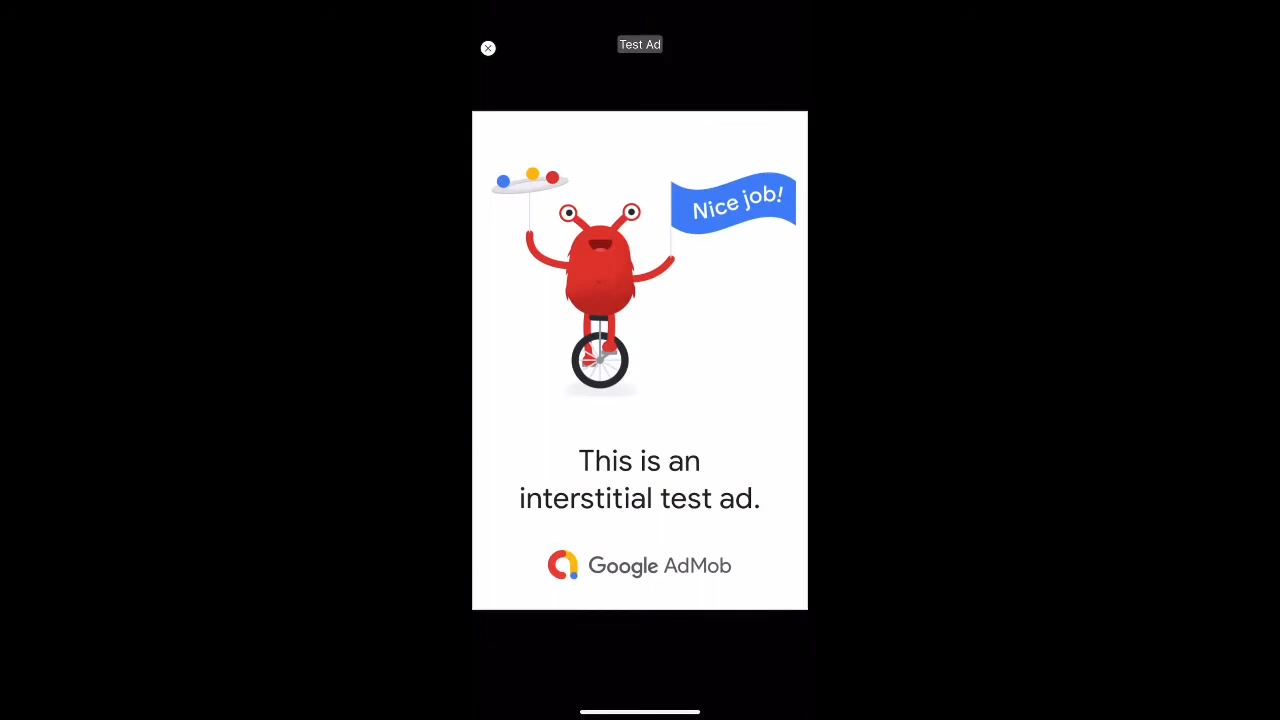 Test Ad
Nice job!
This is an
interstitial test ad.
Google AdMob